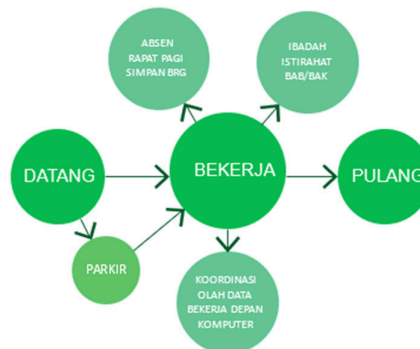 ABSEN
RAPAT PAGI
SIMPAN BRG
IBADAH
ISTIRAHAT
BAB/BAK
DATANG
BEKERJA
PULANG
PARKIR
KOORDINASI
OLAH DATA
BEKERJA DEPAN
KOMPUTER